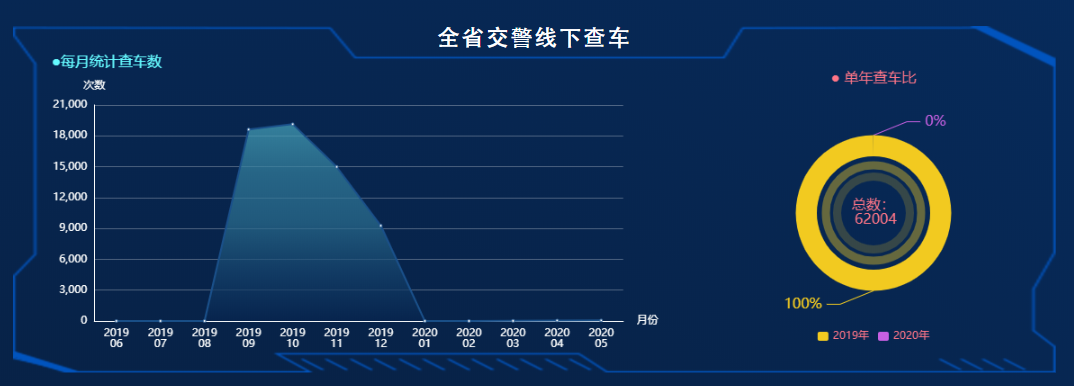 全省交警线下查车
●每月统计查车数
次数
21,000
18,000
15,000
12,000
9,000
6,000
3,000
0
2019 2019 2019 2019 2019 2019 2019 2020 2020 2020 2020 2020
06 07 08 09 10 11 12 01 02 03 04 05
月份
● 单年查车比
0%
总数:
62004
100%
2019年 2020年